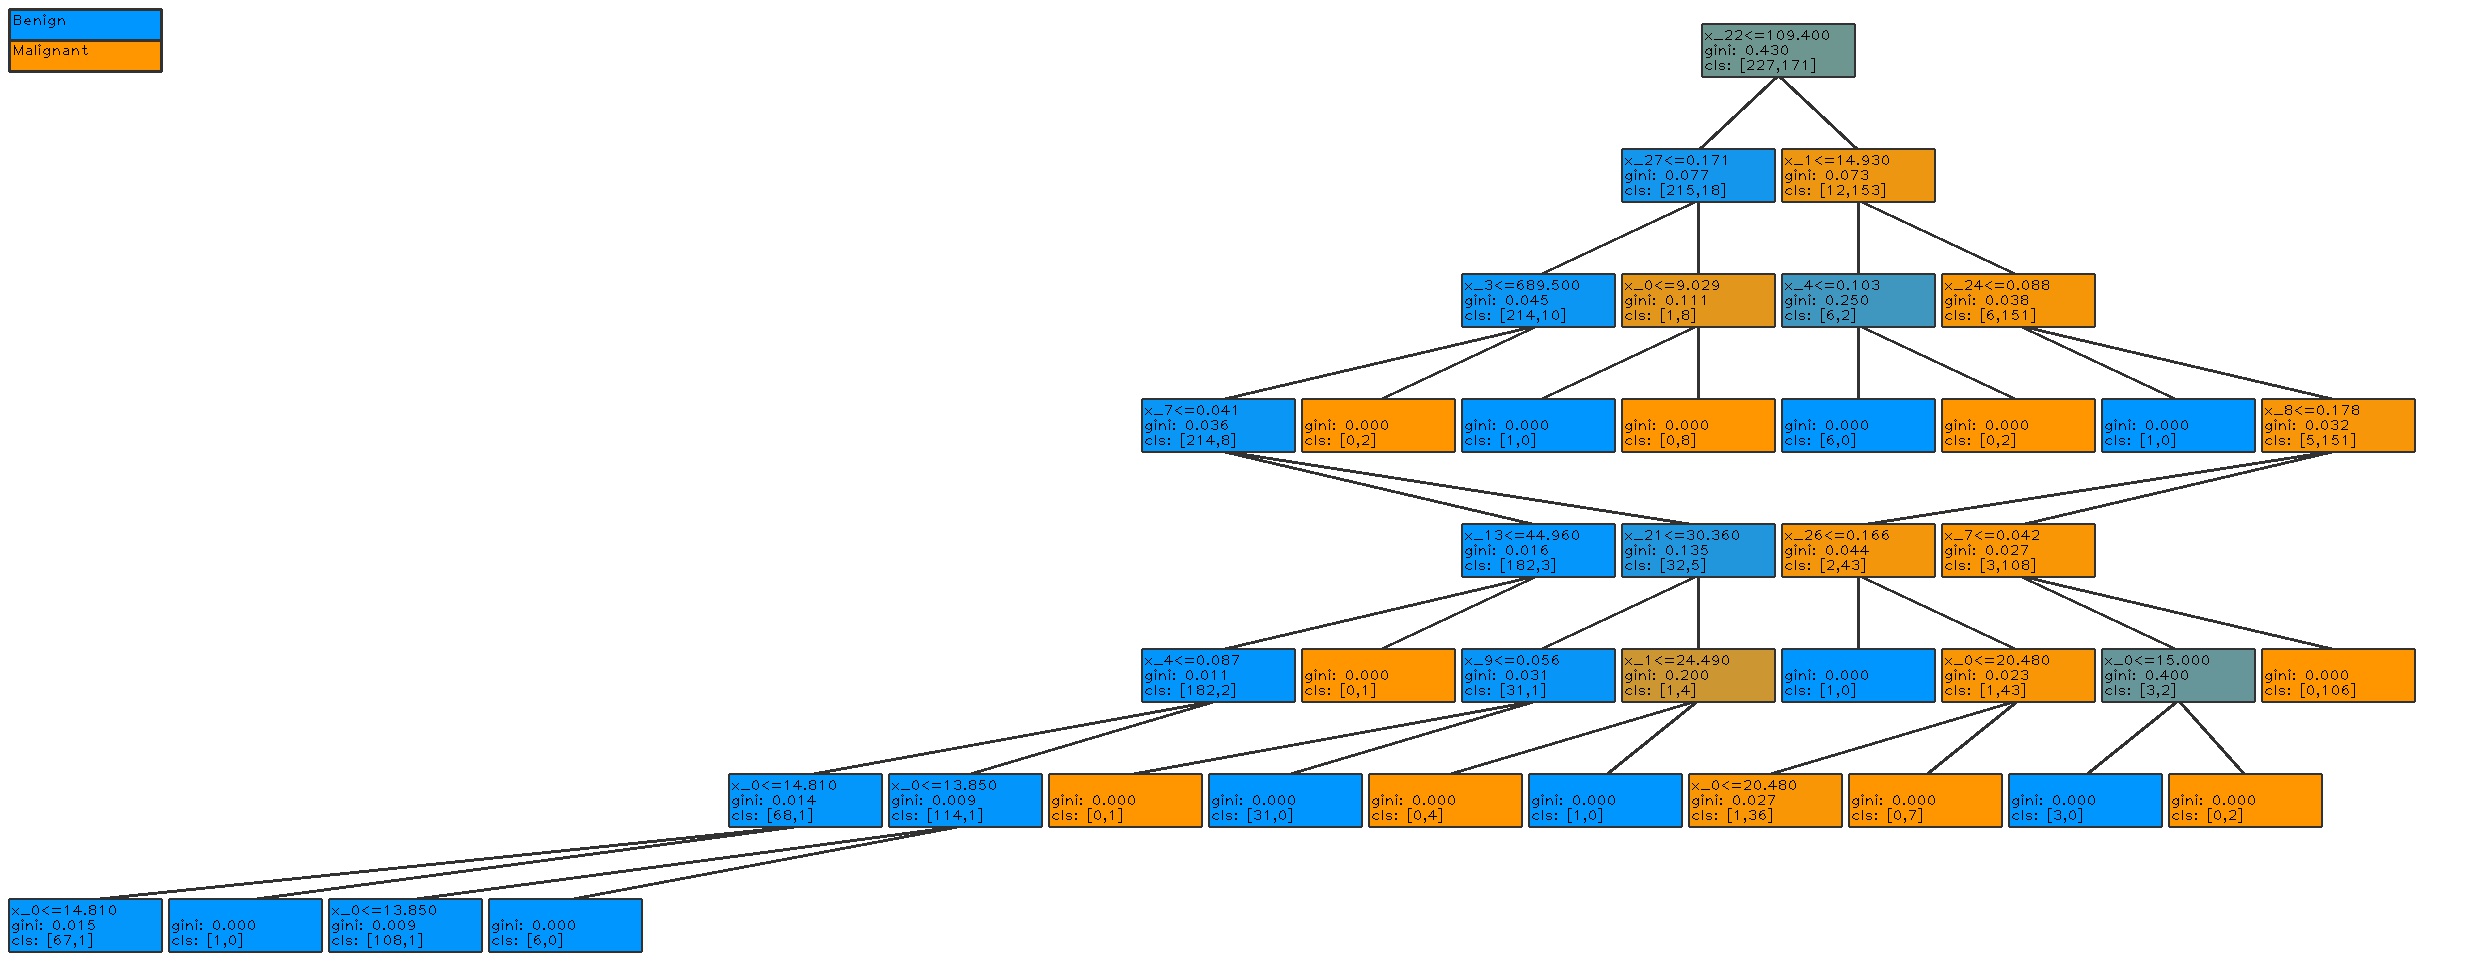 Benign
Malignant
x_22<=109.400
gini: 0.430
cls: [227,171]
x_27<=0.171
gini: 0.077
cls: [215,18]
x_1<=14.930
gini: 0.073
cls: [12,153]
x_3<=689.500
gini: 0.045
cls: [214,10]
x_0<=9.029
gini: 0.111
cls: [1,8]
x_4<=0.103
gini: 0.250
cls: [6,2]
x_24<=0.088
gini: 0.038
cls: [6,151]
x_7<=0.041
gini: 0.036
cls: [214,8]
gini: 0.000
cls: [0,2]
gini: 0.000
cls: [1,0]
gini: 0.000
cls: [0,8]
gini: 0.000
cls: [6,0]
gini: 0.000
cls: [0,2]
gini: 0.000
cls: [1,0]
x_8<=0.178
gini: 0.032
cls: [5,151]
x_13<=44.960
gini: 0.016
cls: [182,3]
x_21<=30.360
gini: 0.135
cls: [32,5]
x_26<=0.166
gini: 0.044
cls: [2,43]
x_7<=0.042
gini: 0.027
cls: [3,108]
x_4<=0.087
gini: 0.011
cls: [182,2]
gini: 0.000
cls: [0,1]
x_9<=0.056
gini: 0.031
cls: [31,1]
x_1<=24.490
gini: 0.200
cls: [1,4]
gini: 0.000
cls: [1,0]
x_0<=20.480
gini: 0.023
cls: [1,43]
x_0<=15.000
gini: 0.400
cls: [3,2]
gini: 0.000
cls: [0,106]
x_0<=14.810
gini: 0.014
cls: [68,1]
x_0<=13.850
gini: 0.009
cls: [114,1]
gini: 0.000
cls: [0,1]
gini: 0.000
cls: [31,0]
gini: 0.000
cls: [0,4]
gini: 0.000
cls: [1,0]
x_0<=20.480
gini: 0.027
cls: [1,36]
gini: 0.000
cls: [0,7]
gini: 0.000
cls: [3,0]
gini: 0.000
cls: [0,2]
x_0<=14.810
gini: 0.015
cls: [67,1]
gini: 0.000
cls: [1,0]
x_0<=13.850
gini: 0.009
cls: [108,1]
gini: 0.000
cls: [6,0]